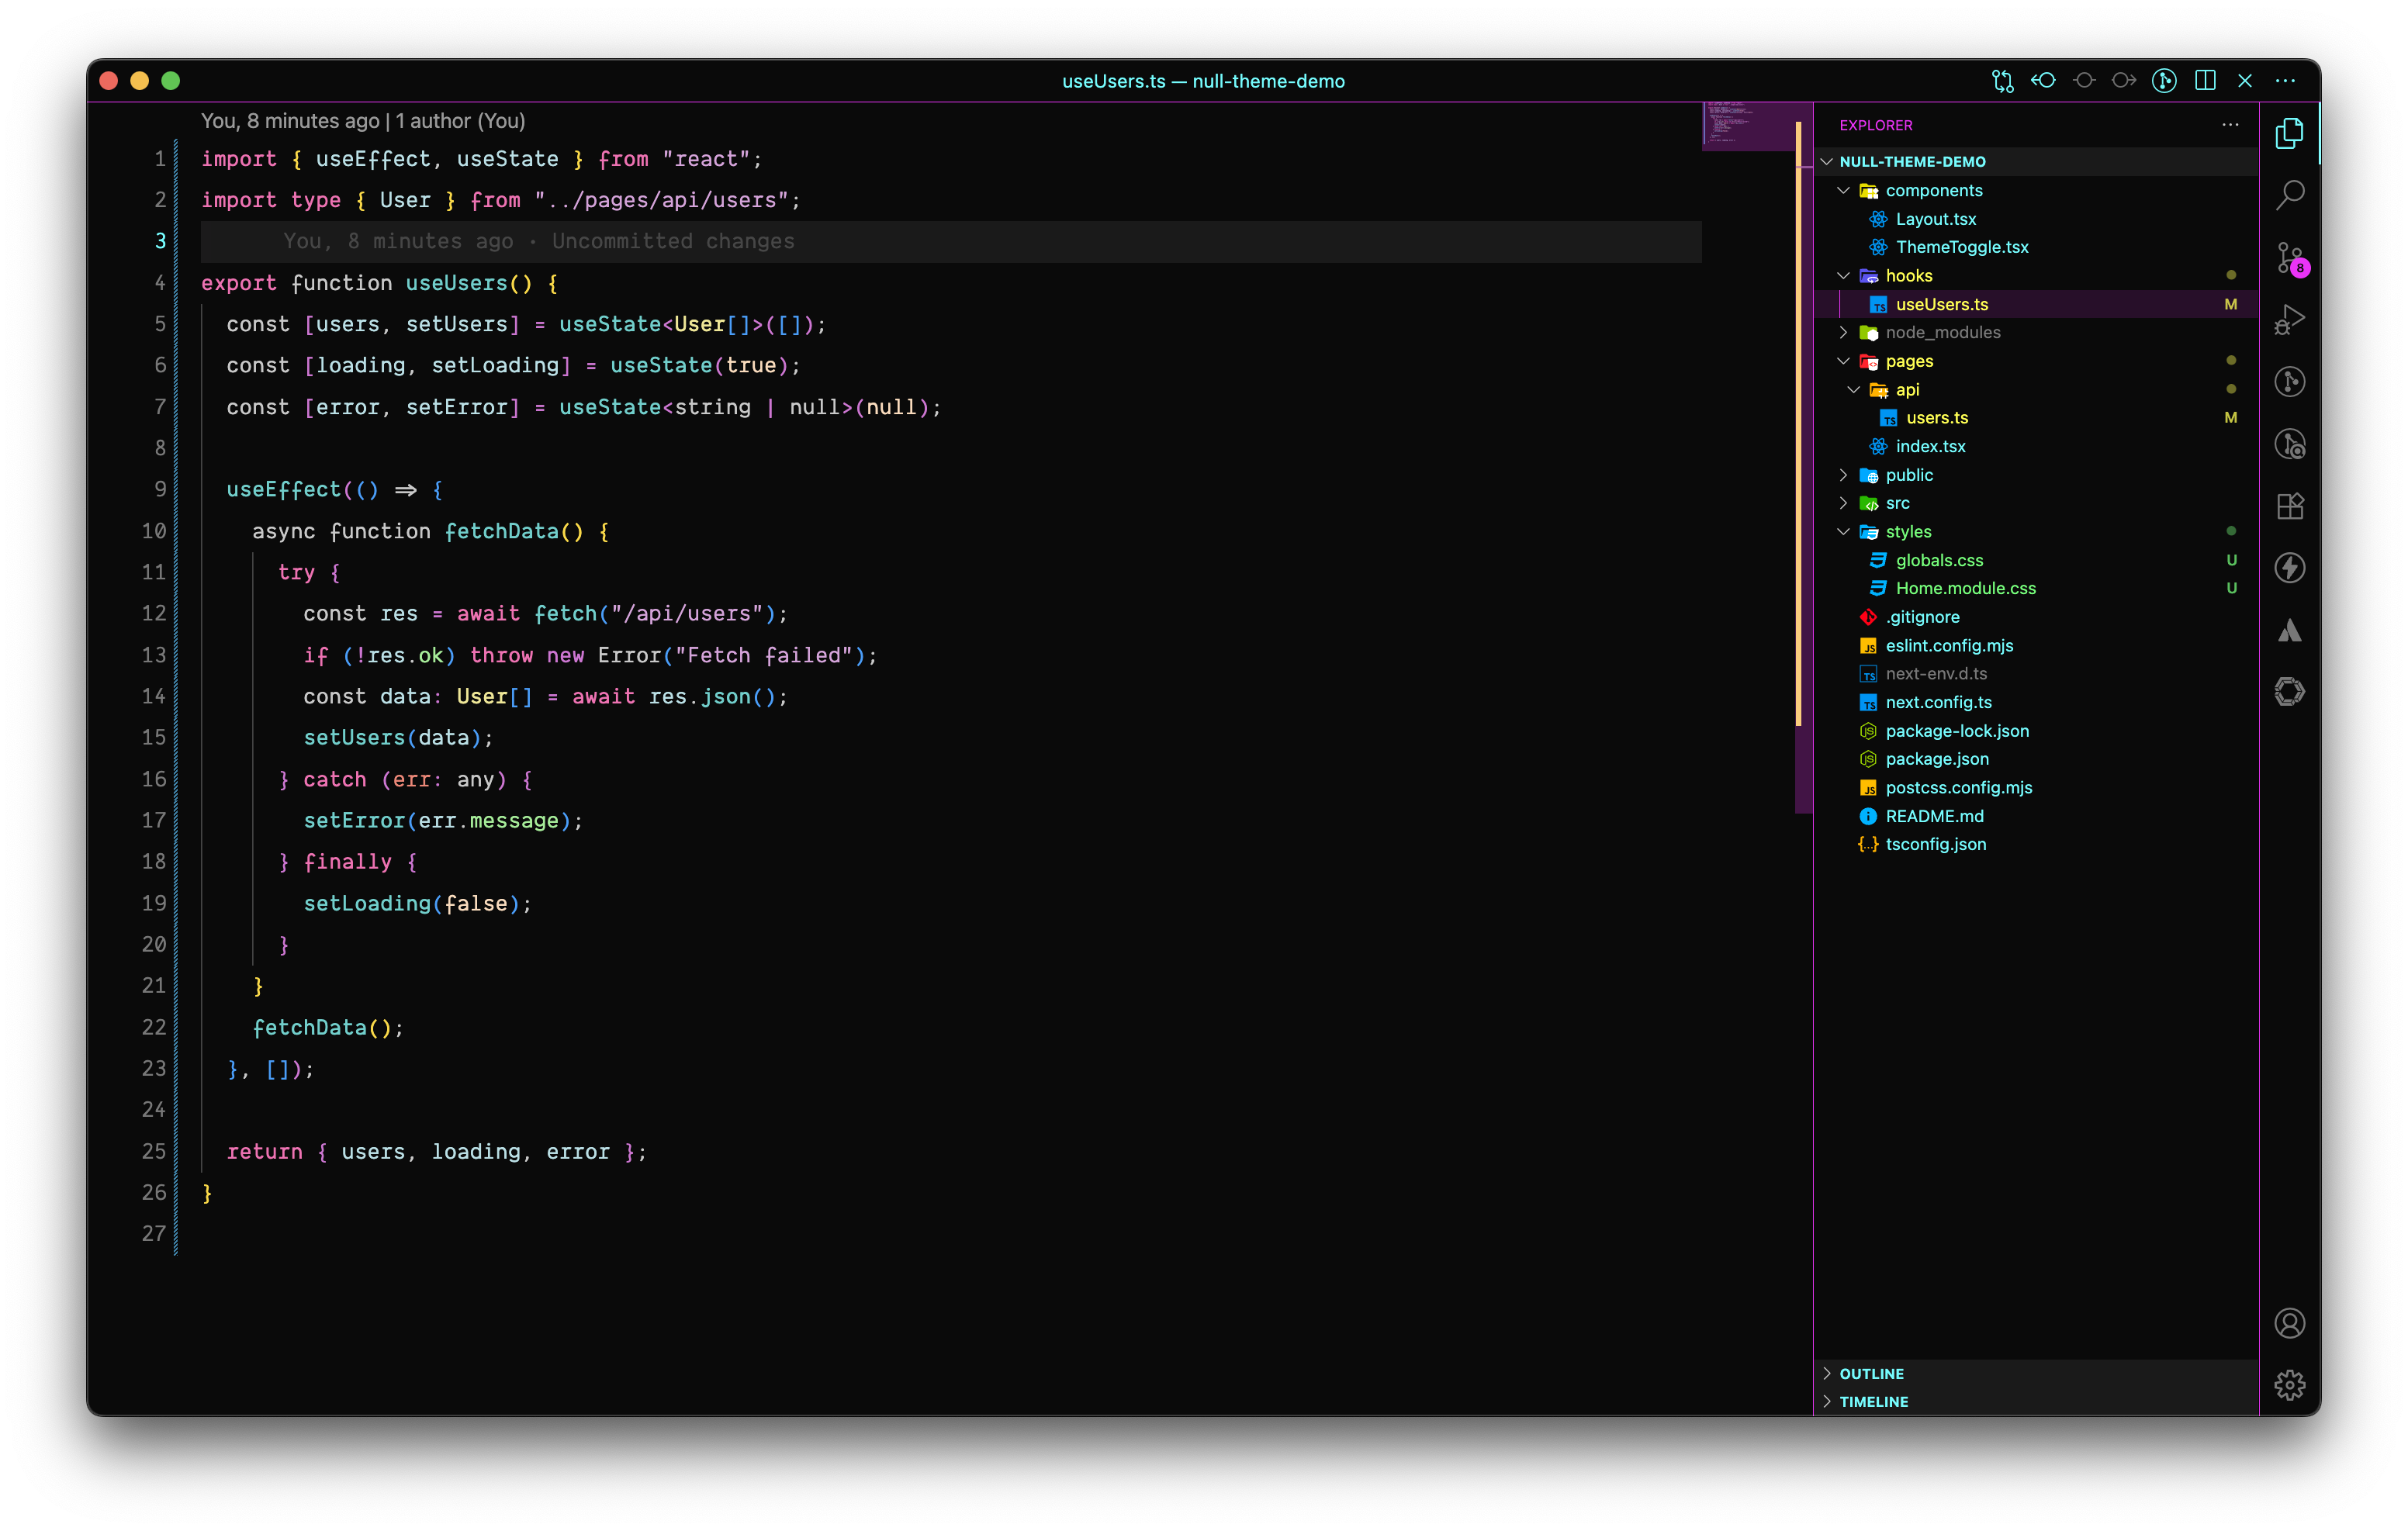 useUsers.ts — null-theme-demo
You, 8 minutes ago | 1 author (You)
1 import { useEffect, useState } from "react";
2 import type { User } from "../pages/api/users";
3 You, 8 minutes ago · Uncommitted changes
4 export function useUsers() {
5 const [users, setUsers] = useState<User[]>([]);
6 const [loading, setLoading] = useState(true);
7 const [error, setError] = useState<string | null>(null);
8
9 useEffect(() => {
10 async function fetchData() {
11 try {
12 const res = await fetch("/api/users");
13 if (!res.ok) throw new Error("Fetch failed");
14 const data: User[] = await res.json();
15 setUsers(data);
16 } catch (err: any) {
17 setError(err.message);
18 } finally {
19 setLoading(false);
20 }
21 }
22 fetchData();
23 }, []);
24
25 return { users, loading, error };
26 }
27
EXPLORER
NULL-THEME-DEMO
components
Layout.tsx
ThemeToggle.tsx
hooks
TS useUsers.ts M
node_modules
pages
api
TS users.ts M
index.tsx
public
src
styles
globals.css U
Home.module.css U
.gitignore
JS eslint.config.mjs
TS next-env.d.ts
TS next.config.ts
JS package-lock.json
JS package.json
JS postcss.config.mjs
README.md
{...} tsconfig.json
OUTLINE
TIMELINE
8